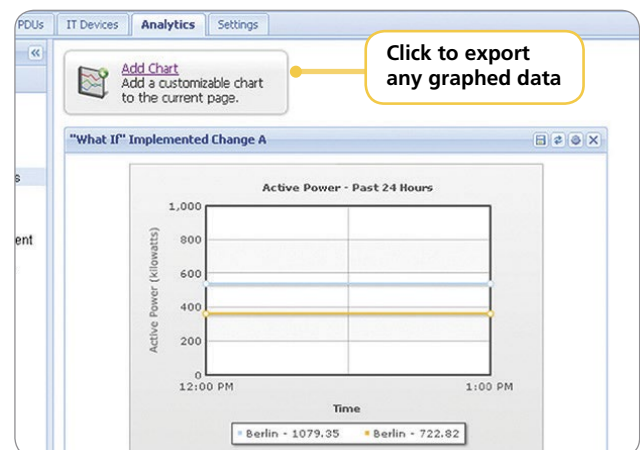 PDUs
IT Devices
Analytics
Settings
Click to export
any graphed data
Add Chart
Add a customizable chart
to the current page.
"What If" Implemented Change A
s
ent
Active Power - Past 24 Hours
Active Power (kilowatts)
1,000
800
600
400
200
0
12:00 PM
1:00 PM
Time
Berlin - 1079.35
Berlin - 722.82